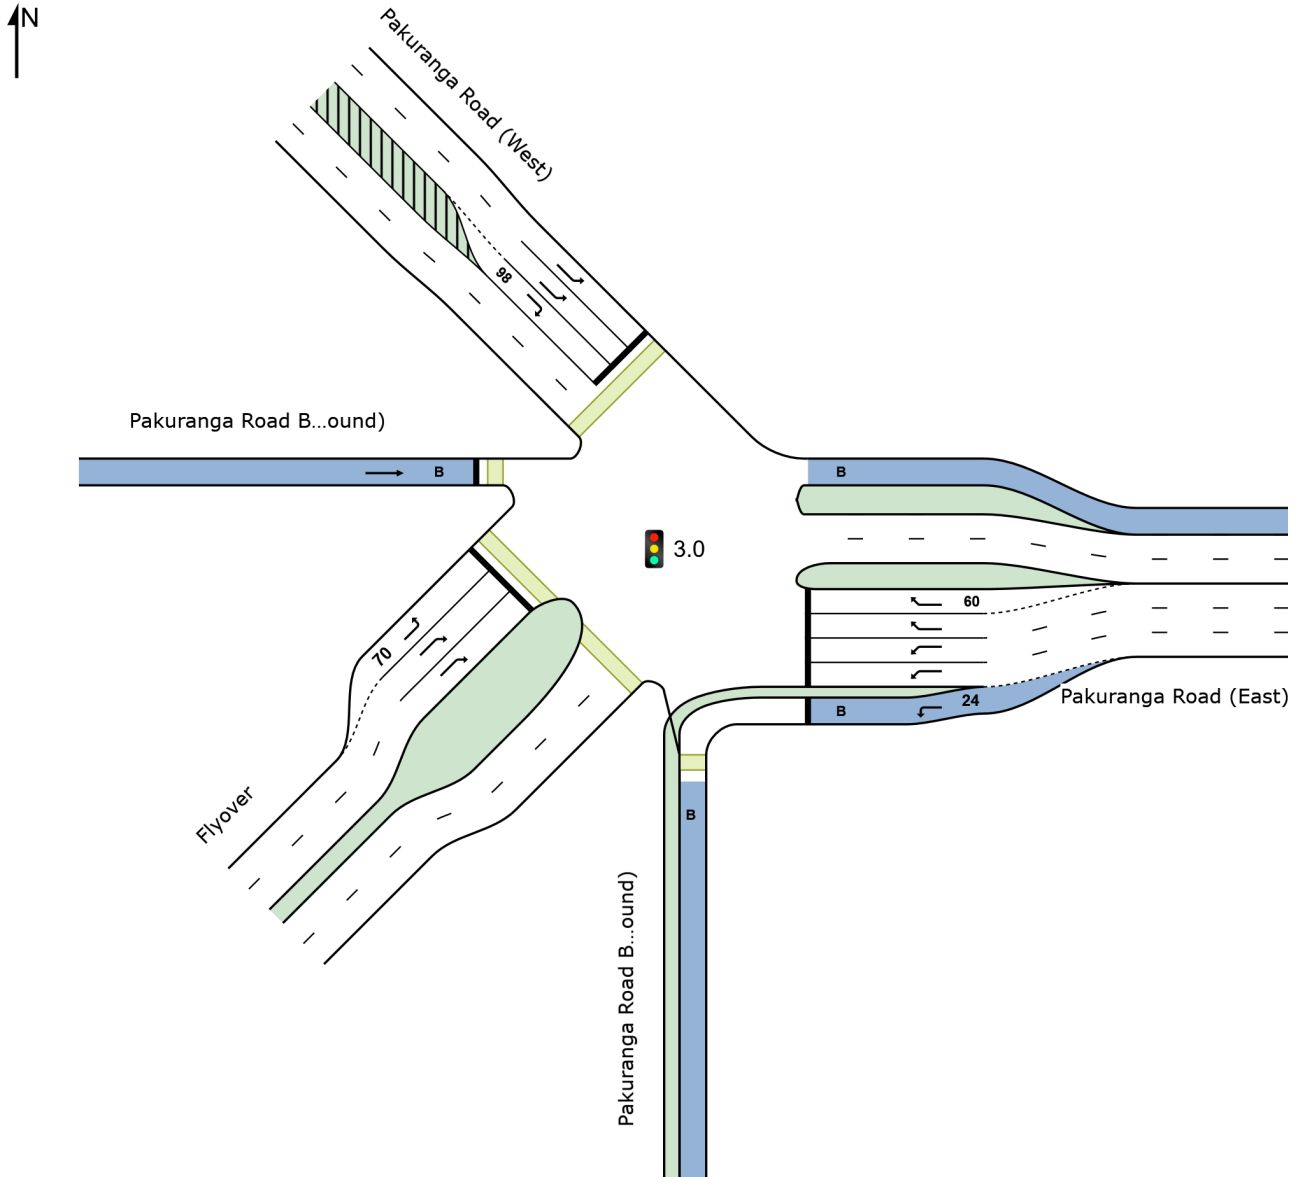 N
Pakuranga Road (West)
98
Pakuranga Road B...ound)
B
B
3.0
60
70
24
B
Pakuranga Road (East)
Flyover
B
Pakuranga Road B...ound)